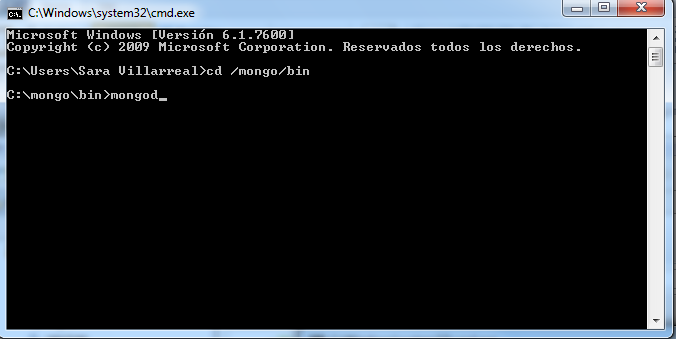 C:\Windows\system32\cmd.exe
Microsoft Windows [Versión 6.1.7600]
Copyright (c) 2009 Microsoft Corporation. Reservados todos los derechos.
C:\Users\Sara Villarreal>cd /mongo/bin
C:\mongo\bin>mongod_